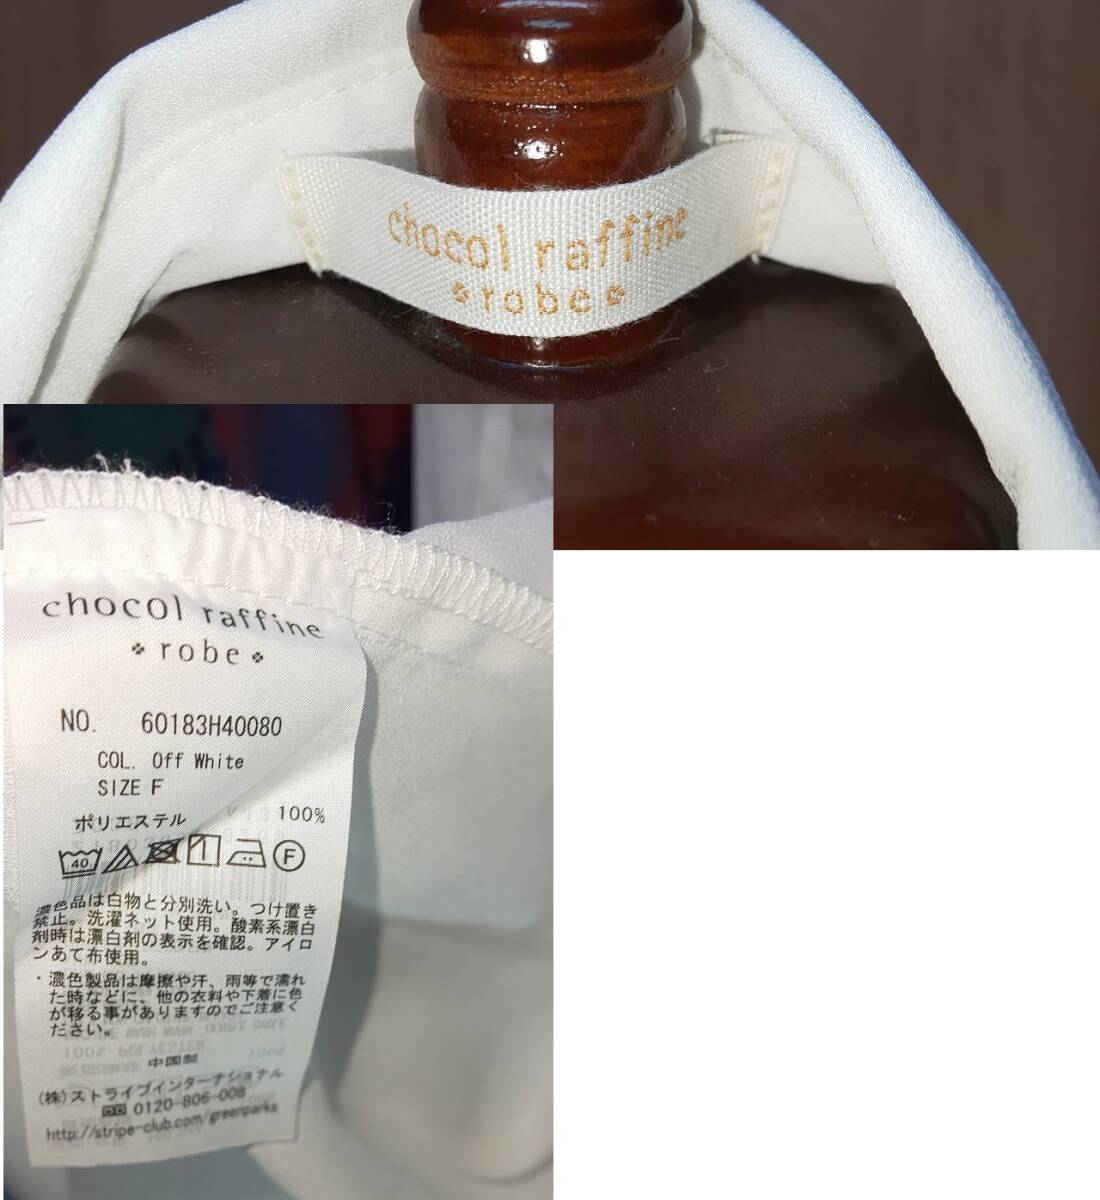 chocol raffine
robe
chocol raffine
robe
NO. 60183H40080
COL. Off White
SIZE F
ポリエステル 100%
40
F
濃色品は白物と分別洗い。つけ置き
禁止。洗濯ネット使用。酸素系漂白
剤時は漂白剤の表示を確認。アイロ
ンあて布使用。
・濃色製品は摩擦や汗、雨等で濡れ
た時などに、他の衣料や下着に色
が移る事がありますのでご注意く
ださい。
中国製
(株)ストライプインターナショナル
0120-806-008
http://stripe-club.com/greenparks